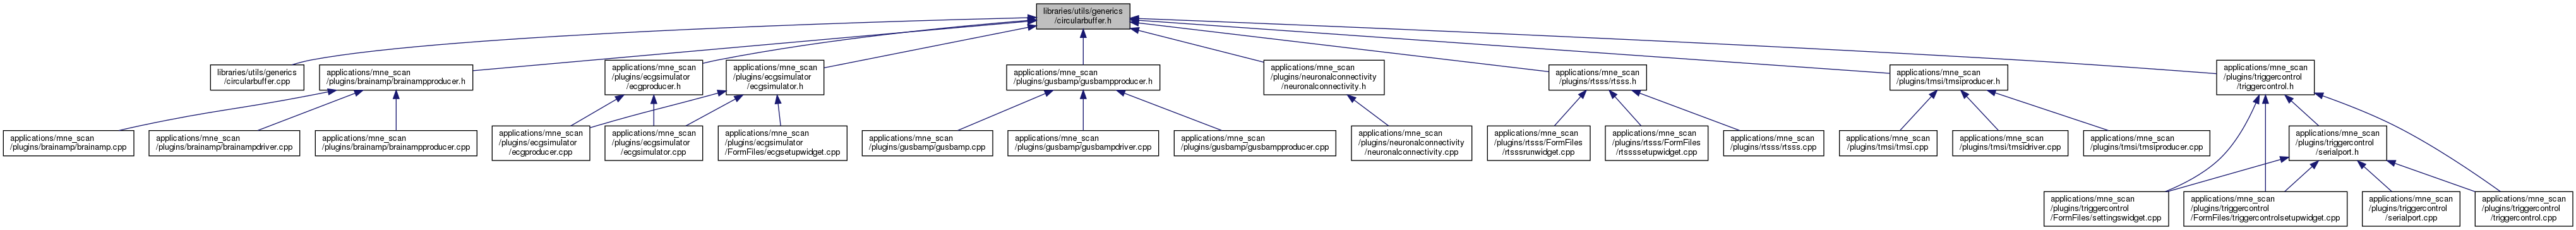 libraries/utils/generics
/circularbuffer.h
libraries/utils/generics
/circularbuffer.cpp
applications/mne_scan
/plugins/brainamp/brainampproducer.h
applications/mne_scan
/plugins/ecgsimulator
/ecgproducer.h
applications/mne_scan
/plugins/ecgsimulator
/ecgsimulator.h
applications/mne_scan
/plugins/gusbamp/gusbampproducer.h
applications/mne_scan
/plugins/neuronalconnectivity
/neuronalconnectivity.h
applications/mne_scan
/plugins/rtsss/rtsss.h
applications/mne_scan
/plugins/tmsi/tmsiproducer.h
applications/mne_scan
/plugins/triggercontrol
/triggercontrol.h
applications/mne_scan
/plugins/brainamp/brainamp.cpp
applications/mne_scan
/plugins/brainamp/brainampdriver.cpp
applications/mne_scan
/plugins/brainamp/brainampproducer.cpp
applications/mne_scan
/plugins/ecgsimulator
/ecgproducer.cpp
applications/mne_scan
/plugins/ecgsimulator
/ecgsimulator.cpp
applications/mne_scan
/plugins/ecgsimulator
/FormFiles/ecgsetupwidget.cpp
applications/mne_scan
/plugins/gusbamp/gusbamp.cpp
applications/mne_scan
/plugins/gusbamp/gusbampdriver.cpp
applications/mne_scan
/plugins/gusbamp/gusbampproducer.cpp
applications/mne_scan
/plugins/neuronalconnectivity
/neuronalconnectivity.cpp
applications/mne_scan
/plugins/rtsss/FormFiles
/rtsssrunwidget.cpp
applications/mne_scan
/plugins/rtsss/FormFiles
/rtssssetupwidget.cpp
applications/mne_scan
/plugins/rtsss/rtsss.cpp
applications/mne_scan
/plugins/tmsi/tmsi.cpp
applications/mne_scan
/plugins/tmsi/tmsidriver.cpp
applications/mne_scan
/plugins/tmsi/tmsiproducer.cpp
applications/mne_scan
/plugins/triggercontrol
/serialport.h
applications/mne_scan
/plugins/triggercontrol
/FormFiles/settingswidget.cpp
applications/mne_scan
/plugins/triggercontrol
/FormFiles/triggercontrolsetupwidget.cpp
applications/mne_scan
/plugins/triggercontrol
/serialport.cpp
applications/mne_scan
/plugins/triggercontrol
/triggercontrol.cpp